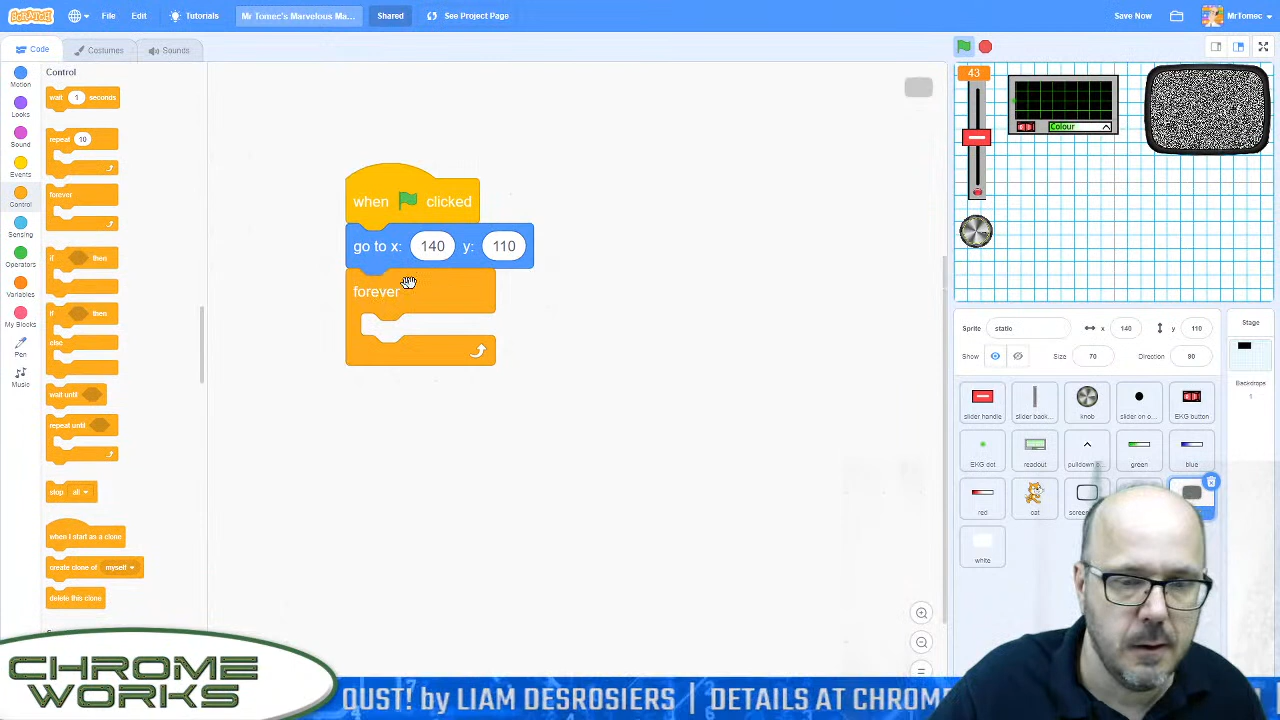 SCRATCH
File
Edit
Tutorials
Mr Tomec's Marvelous Ma...
Shared
See Project Page
Save Now
MrTomec
Code
Costumes
Sounds
Motion
Looks
Sound
Events
Control
Sensing
Operators
Variables
My Blocks
Pen
Music
Control
wait 1 seconds
repeat 10
forever
if then
if then
else
wait until
repeat until
stop all
when I start as a clone
create clone of myself
delete this clone
when clicked
go to x: 140 y: 110
forever
43
Colour
Sprite static x 140 y 110
Show Size 70 Direction 90
Stage
Backdrops
1
slider handle
slider back...
knob
slider on o...
EKG button
EKG dot
readout
pulldown b...
green
blue
red
cat
screen
white
CHROME
WORKS
OUST! by LIAM DESROSIERS | DETAILS AT CHROME